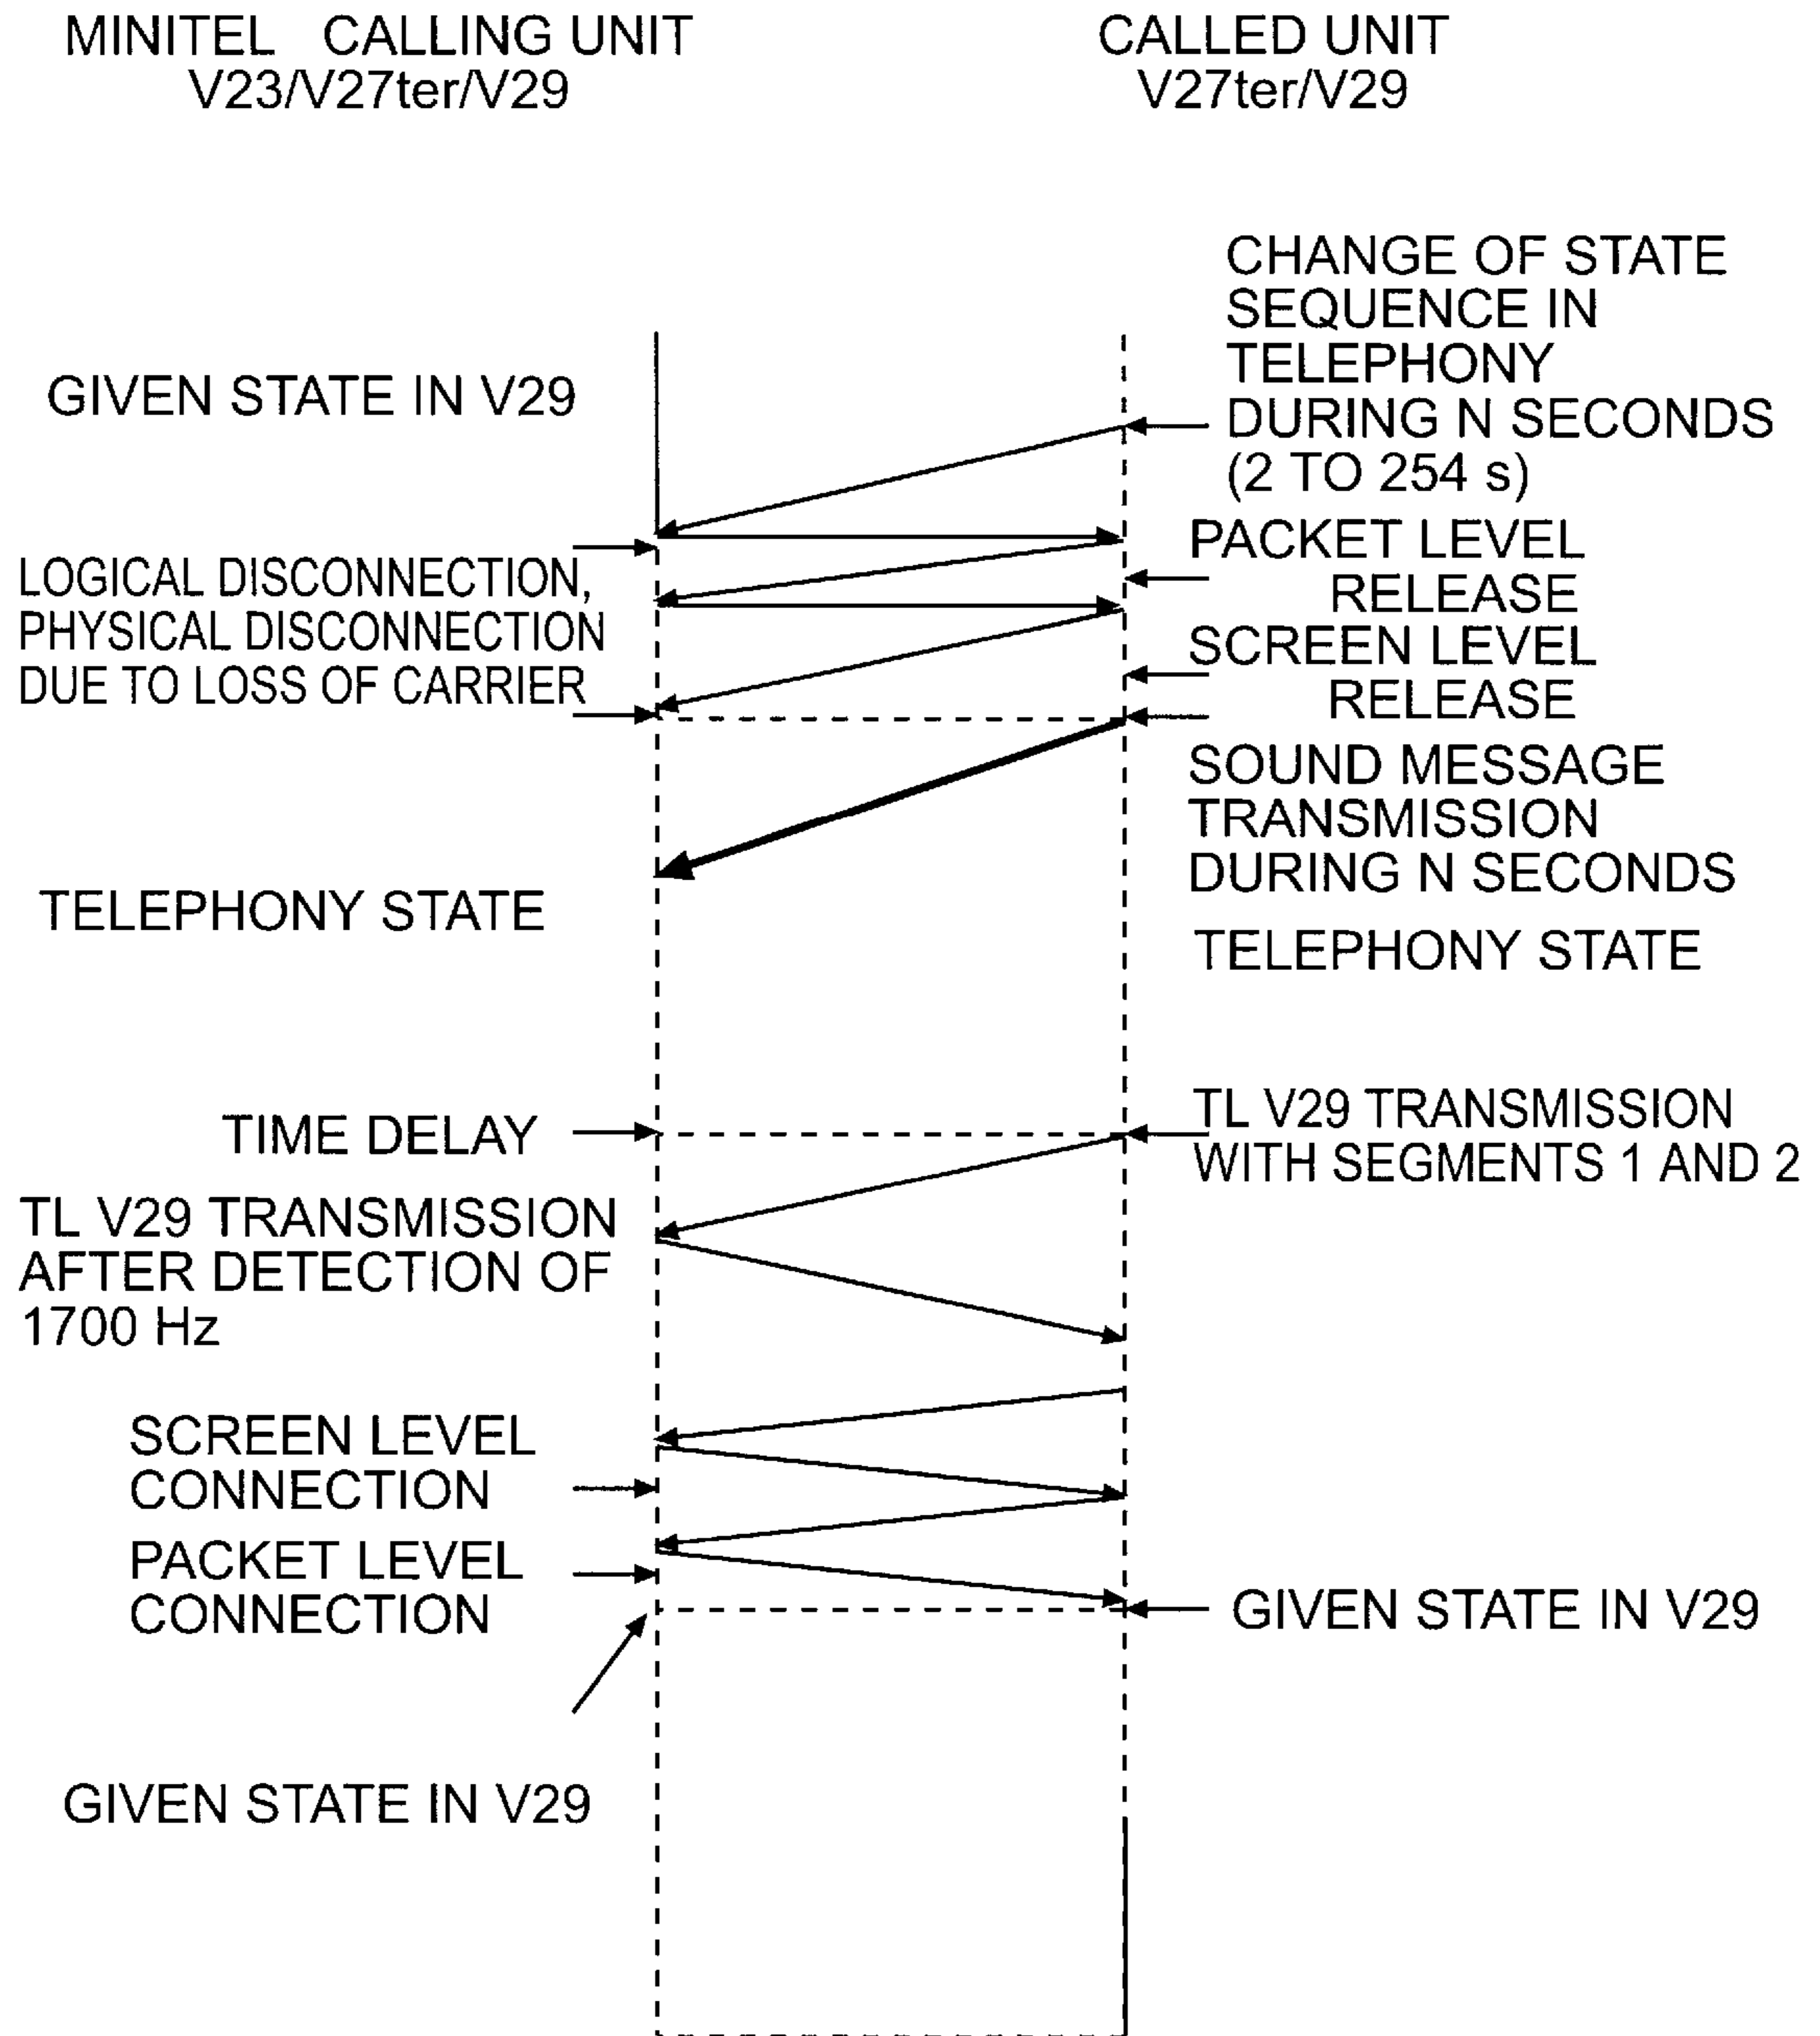 MINITEL CALLING UNIT
V23/V27ter/V29
CALLED UNIT
V27ter/V29
CHANGE OF STATE
SEQUENCE IN
TELEPHONY
DURING N SECONDS
(2 TO 254 s)
GIVEN STATE IN V29
PACKET LEVEL
RELEASE
LOGICAL DISCONNECTION,
PHYSICAL DISCONNECTION
DUE TO LOSS OF CARRIER
SCREEN LEVEL
RELEASE
SOUND MESSAGE
TRANSMISSION
DURING N SECONDS
TELEPHONY STATE
TELEPHONY STATE
TIME DELAY
TL V29 TRANSMISSION
WITH SEGMENTS 1 AND 2
TL V29 TRANSMISSION
AFTER DETECTION OF
1700 Hz
SCREEN LEVEL
CONNECTION
PACKET LEVEL
CONNECTION
GIVEN STATE IN V29
GIVEN STATE IN V29